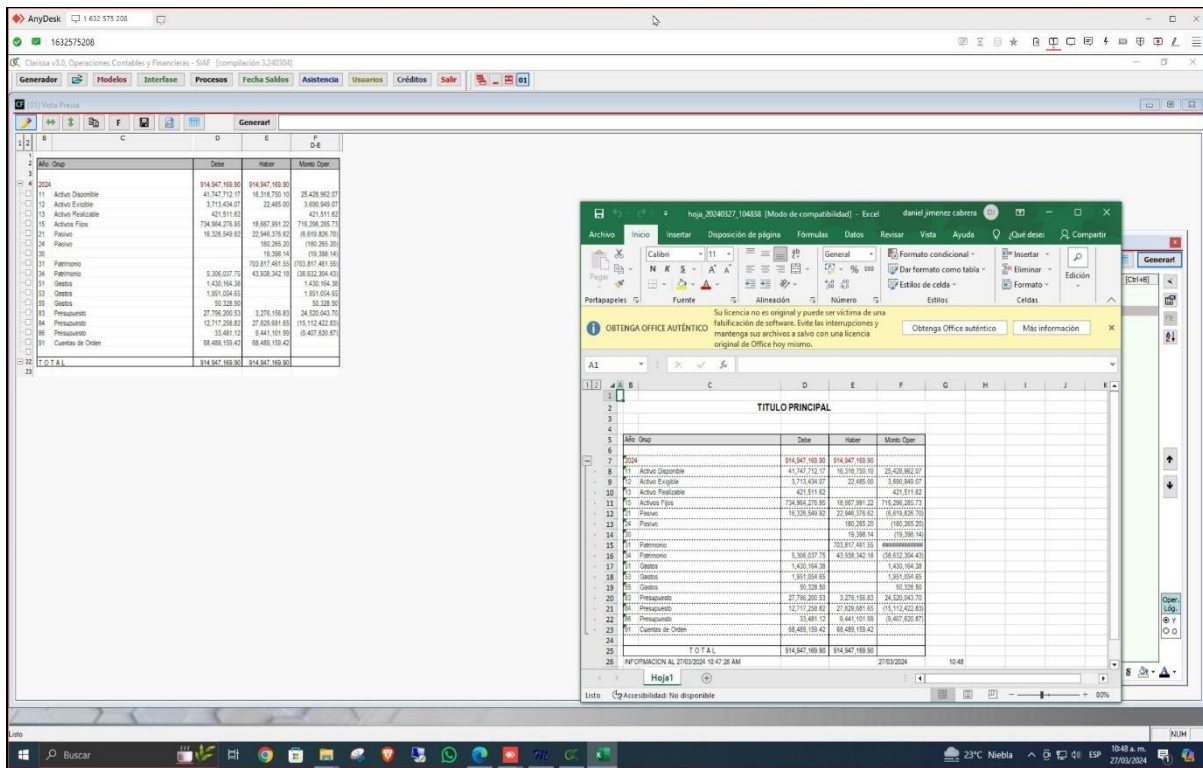 AnyDesk 1 632 575 208
1632575208
Clarissa v3.0, Operaciones Contables y Financieras - SIAF [compilación 3.240304]
Generador Modelos Interfase Procesos Fecha Saldos Asistencia Usuarios Créditos Salir 01
[01] Vista Previa
F Generar!
1 2 B C D E F
D-E
Año Grup Debe Haber Monto Oper.
2024 914,947,169.90 914,947,169.90
11 Activo Disponible 41,747,712.17 16,318,750.10 25,428,962.07
12 Activo Exigible 3,713,434.07 22,485.00 3,690,949.07
13 Activo Realizable 421,511.62 421,511.62
15 Activos Fijos 734,964,276.95 18,667,991.22 716,296,285.73
21 Pasivo 16,326,549.92 22,946,376.62 (6,619,826.70)
24 Pasivo 180,265.20 (180,265.20)
30 19,398.14 (19,398.14)
31 Patrimonio 703,817,461.55 (703,817,461.55)
34 Patrimonio 5,306,037.75 43,938,342.18 (38,632,304.43)
51 Gastos 1,430,164.38 1,430,164.38
53 Gastos 1,951,054.65 1,951,054.65
55 Gastos 50,328.50 50,328.50
83 Presupuesto 27,796,200.53 3,276,156.83 24,520,043.70
84 Presupuesto 12,717,258.82 27,829,681.65 (15,112,422.83)
86 Presupuesto 33,481.12 9,441,101.99 (9,407,620.87)
91 Cuentas de Orden 68,489,159.42 68,489,159.42
T O T A L 914,947,169.90 914,947,169.90
hoja_20240327_104838 [Modo de compatibilidad] - Excel daniel jimenez cabrera DJ
Archivo Inicio Insertar Disposición de página Fórmulas Datos Revisar Vista Ayuda ¿Qué desea Compartir
Pegar Calibri 11 General Formato condicional Insertar
N K S Dar formato como tabla Eliminar Edición
Estilos de celda Formato
Portapapeles Fuente Alineación Número Estilos Celdas
OBTENGA OFFICE AUTÉNTICO Su licencia no es original y puede ser víctima de una
falsificación de software. Evite las interrupciones y
mantenga sus archivos a salvo con una licencia
original de Office hoy mismo.
Obtenga Office auténtico Más información
A1 fx
1 2 A B C D E F G H I J K
TITULO PRINCIPAL
Año Grup Debe Haber Monto Oper.
2024 914,947,169.90 914,947,169.90
11 Activo Disponible 41,747,712.17 16,318,750.10 25,428,962.07
12 Activo Exigible 3,713,434.07 22,485.00 3,690,949.07
13 Activo Realizable 421,511.62 421,511.62
15 Activos Fijos 734,964,276.95 18,667,991.22 716,296,285.73
21 Pasivo 16,326,549.92 22,946,376.62 (6,619,826.70)
24 Pasivo 180,265.20 (180,265.20)
30 19,398.14 (19,398.14)
31 Patrimonio 703,817,461.55 ##############
34 Patrimonio 5,306,037.75 43,938,342.18 (38,632,304.43)
51 Gastos 1,430,164.38 1,430,164.38
53 Gastos 1,951,054.65 1,951,054.65
55 Gastos 50,328.50 50,328.50
83 Presupuesto 27,796,200.53 3,276,156.83 24,520,043.70
84 Presupuesto 12,717,258.82 27,829,681.65 (15,112,422.83)
86 Presupuesto 33,481.12 9,441,101.99 (9,407,620.87)
91 Cuentas de Orden 68,489,159.42 68,489,159.42
T O T A L 914,947,169.90 914,947,169.90
INFORMACION AL 27/03/2024 10:47:28 AM 27/03/2024 10:48
Hoja1
Listo Accesibilidad: No disponible 80%
Generar!
[Ctrl+B]
Oper.
Lóg.
Y
O
S A
Listo NUM
Buscar 23°C Niebla ESP 10:48 a. m.
27/03/2024